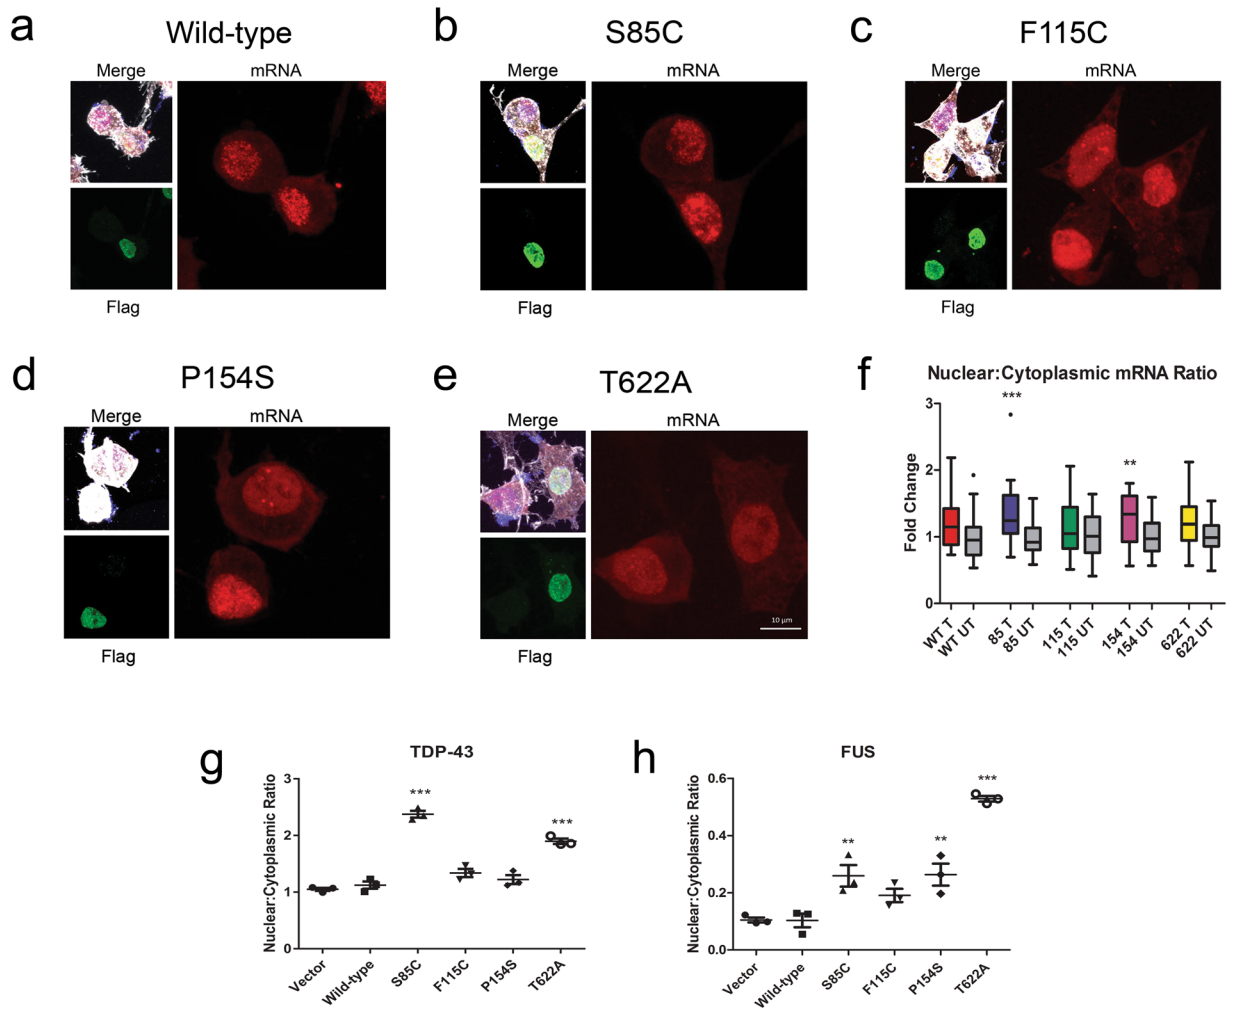 a
Wild-type
Merge
mRNA
Flag
b
S85C
Merge
mRNA
Flag
c
F115C
Merge
mRNA
Flag
d
P154S
Merge
mRNA
Flag
e
T622A
Merge
mRNA
10 µm
Flag
f
Nuclear:Cytoplasmic mRNA Ratio
Fold Change
3
2
1
0
***
**
WT T
WT UT
85 T
85 UT
115 T
115 UT
154 T
154 UT
622 T
622 UT
g
TDP-43
Nuclear:Cytoplasmic Ratio
3
2
1
0
***
***
Vector
Wild-type
S85C
F115C
P154S
T622A
h
FUS
Nuclear:Cytoplasmic Ratio
0.6
0.4
0.2
0.0
**
**
***
Vector
Wild-type
S85C
F115C
P154S
T622A